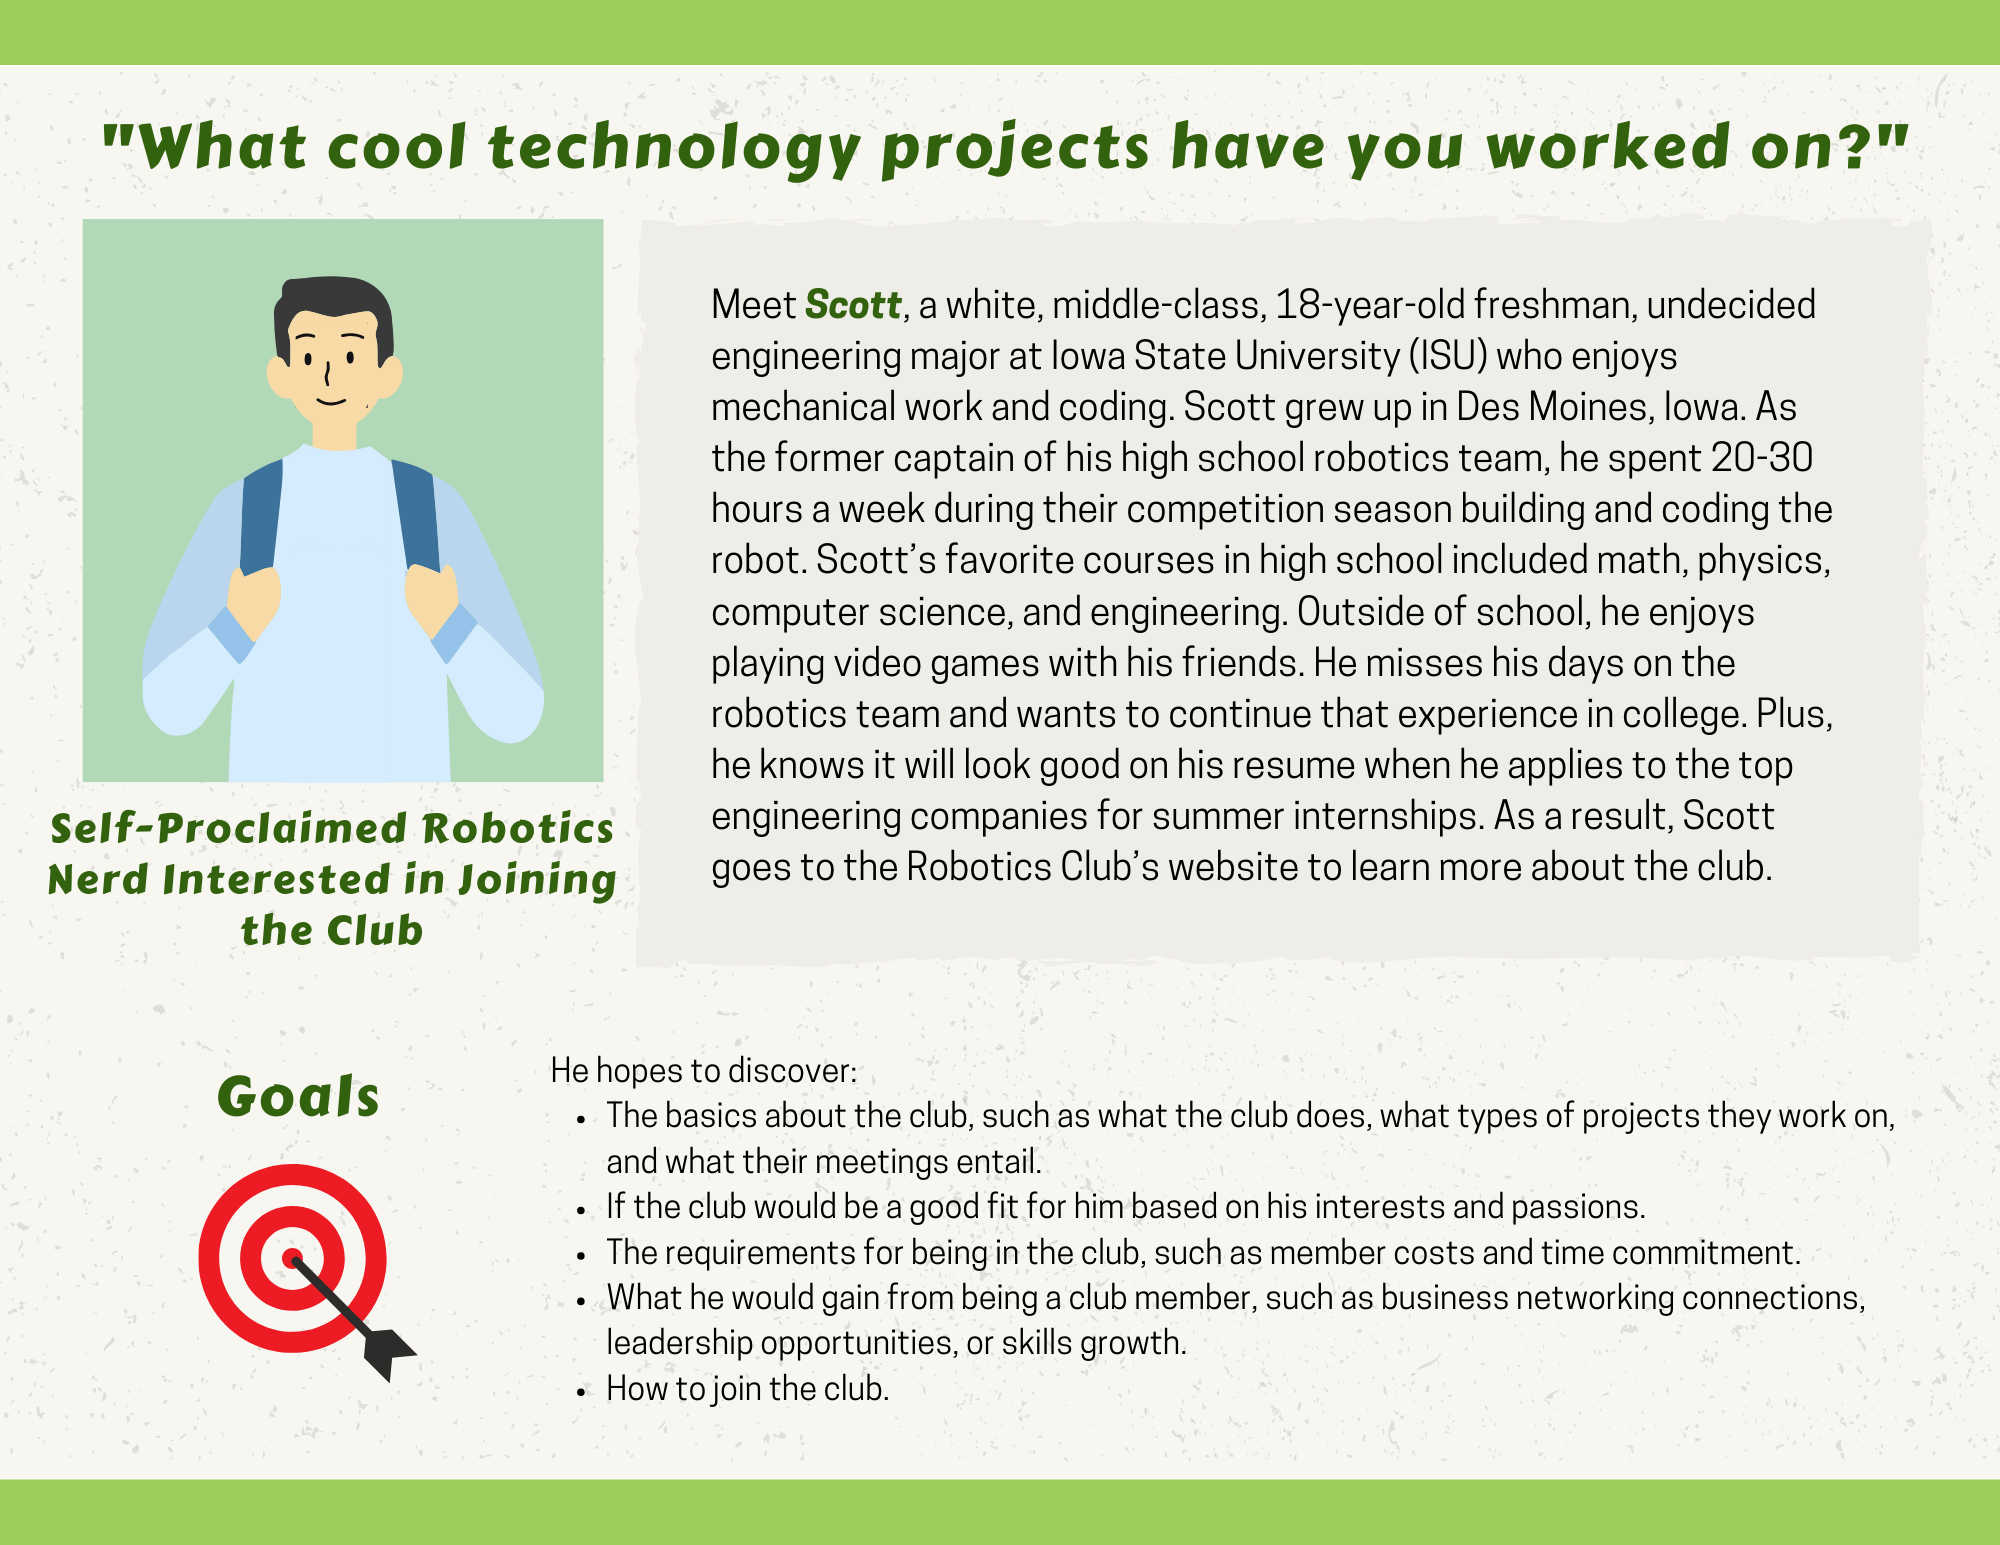 "What cool technology projects have you worked on?"
Meet Scott, a white, middle-class, 18-year-old freshman, undecided
engineering major at Iowa State University (ISU) who enjoys
mechanical work and coding. Scott grew up in Des Moines, Iowa. As
the former captain of his high school robotics team, he spent 20-30
hours a week during their competition season building and coding the
robot. Scott’s favorite courses in high school included math, physics,
computer science, and engineering. Outside of school, he enjoys
playing video games with his friends. He misses his days on the
robotics team and wants to continue that experience in college. Plus,
he knows it will look good on his resume when he applies to the top
engineering companies for summer internships. As a result, Scott
goes to the Robotics Club’s website to learn more about the club.
Self-Proclaimed Robotics
Nerd Interested in Joining
the Club
Goals
He hopes to discover:
• The basics about the club, such as what the club does, what types of projects they work on,
and what their meetings entail.
• If the club would be a good fit for him based on his interests and passions.
• The requirements for being in the club, such as member costs and time commitment.
• What he would gain from being a club member, such as business networking connections,
leadership opportunities, or skills growth.
• How to join the club.